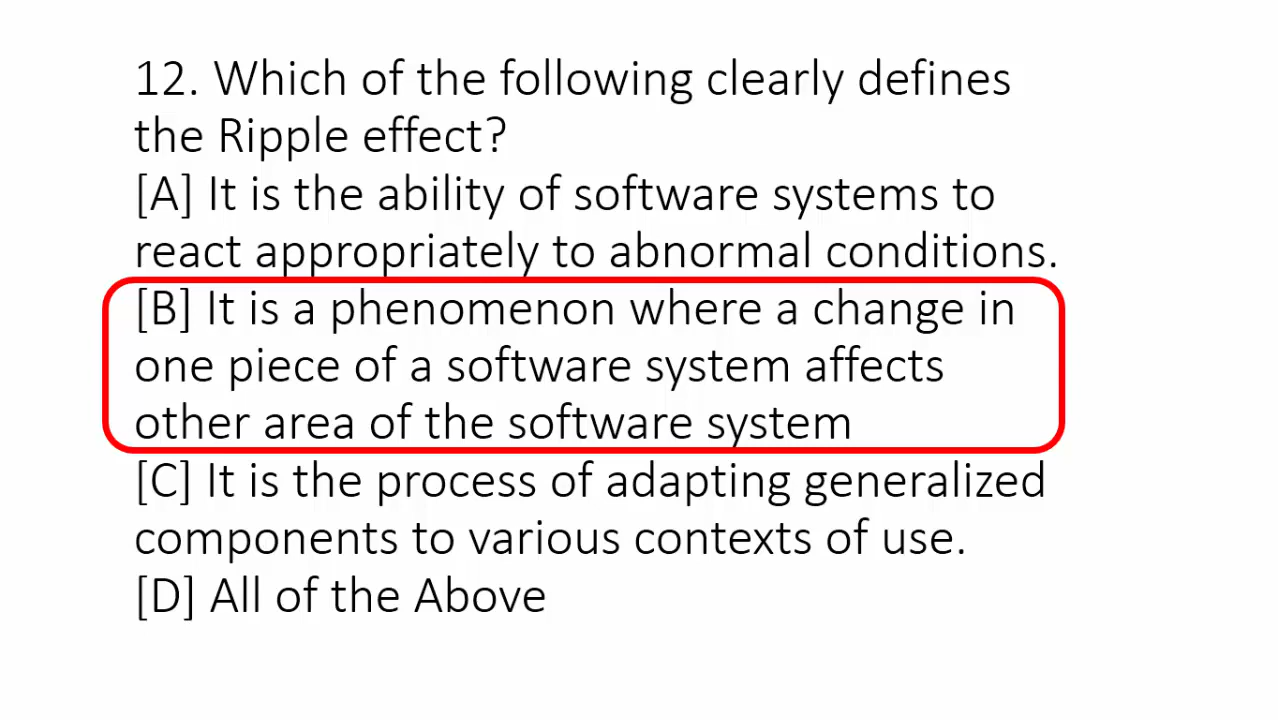 12. Which of the following clearly defines
the Ripple effect?
[A] It is the ability of software systems to
react appropriately to abnormal conditions.
[B] It is a phenomenon where a change in
one piece of a software system affects
other area of the software system
[C] It is the process of adapting generalized
components to various contexts of use.
[D] All of the Above